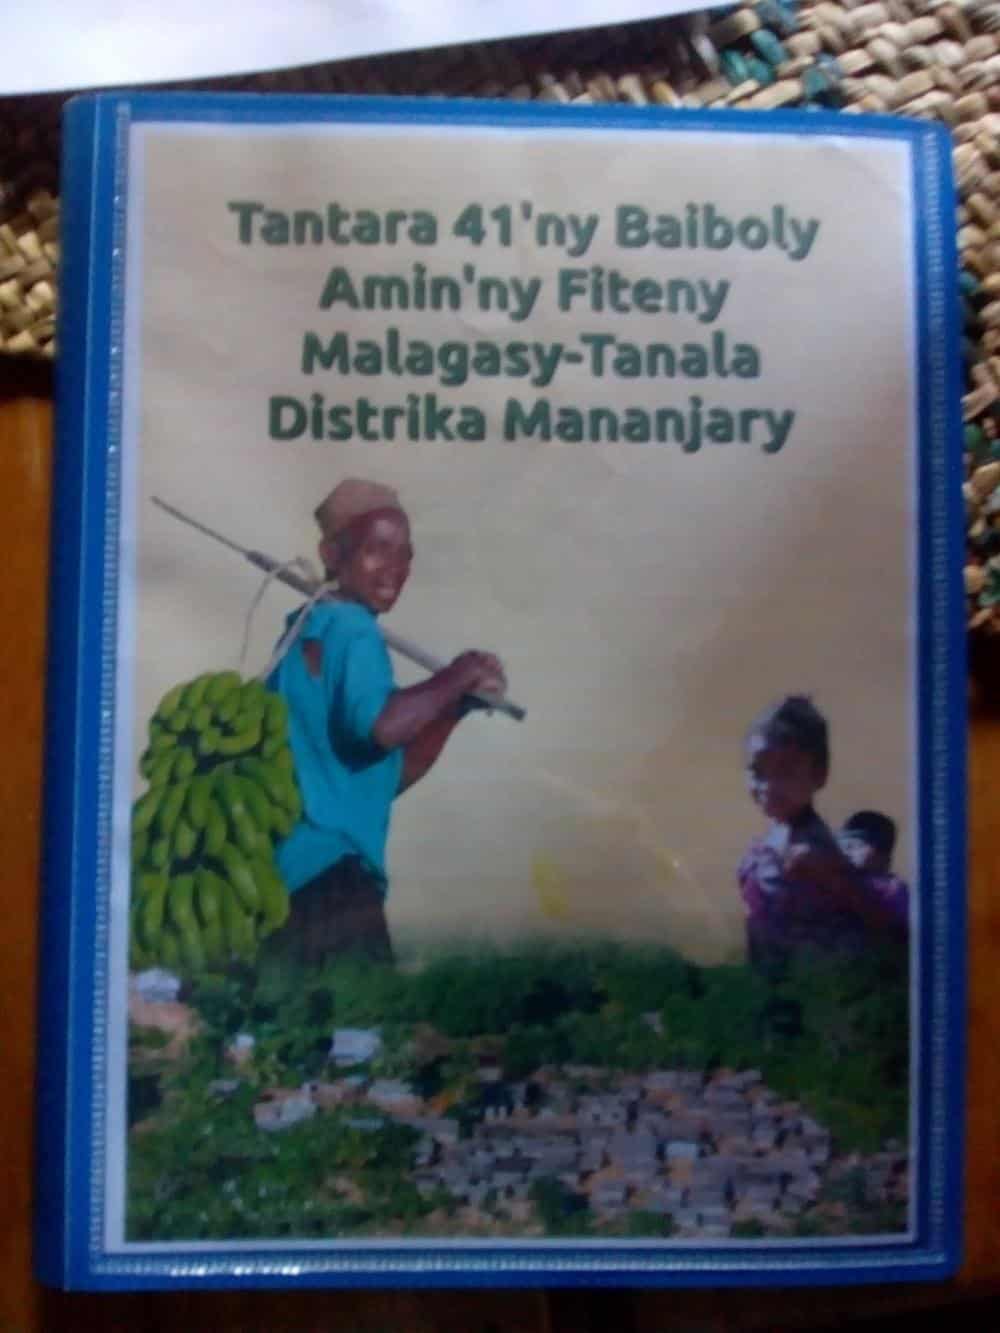 Tantara 41'ny Baiboly
Amin'ny Fiteny
Malagasy-Tanala
Distrika Mananjary